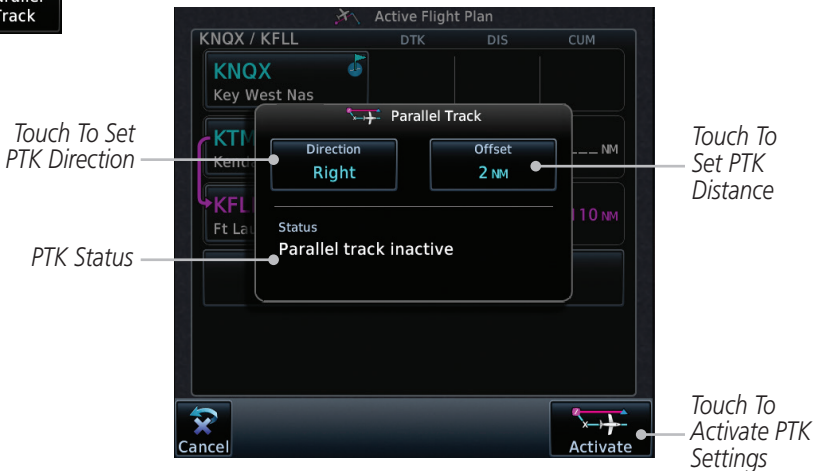 Track
Active Flight Plan
KNQX / KFLL
DTK
DIS
CUM
KNQX
Key West Nas
Parallel Track
Touch To Set
PTK Direction
Direction
Right
Offset
2 NM
Touch To
Set PTK
Distance
KTM
___ NM
KFL
Ft La
110 NM
PTK Status
Status
Parallel track inactive
Cancel
Activate
Touch To
Activate PTK
Settings